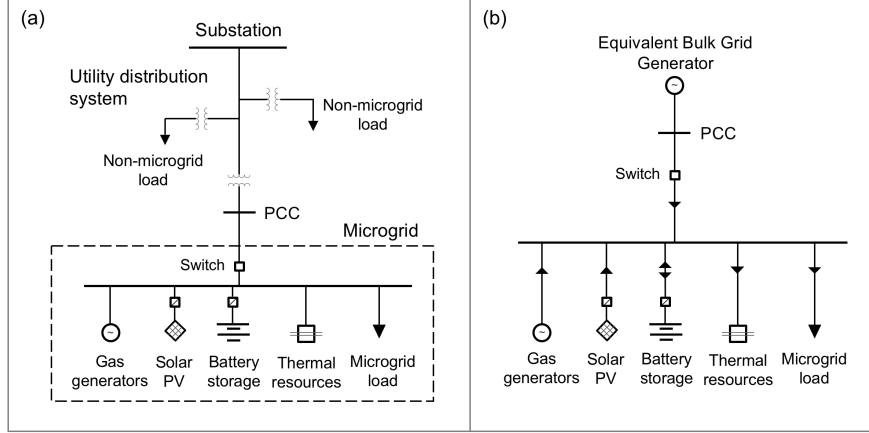 (a)
Substation
Utility distribution
system
Non-microgrid
load
Non-microgrid
load
PCC
Microgrid
Switch
~
Gas
generators
Solar
PV
Battery
storage
Thermal
resources
Microgrid
load
(b)
Equivalent Bulk Grid
Generator
~
PCC
Switch
~
Gas
generators
Solar
PV
Battery
storage
Thermal
resources
Microgrid
load